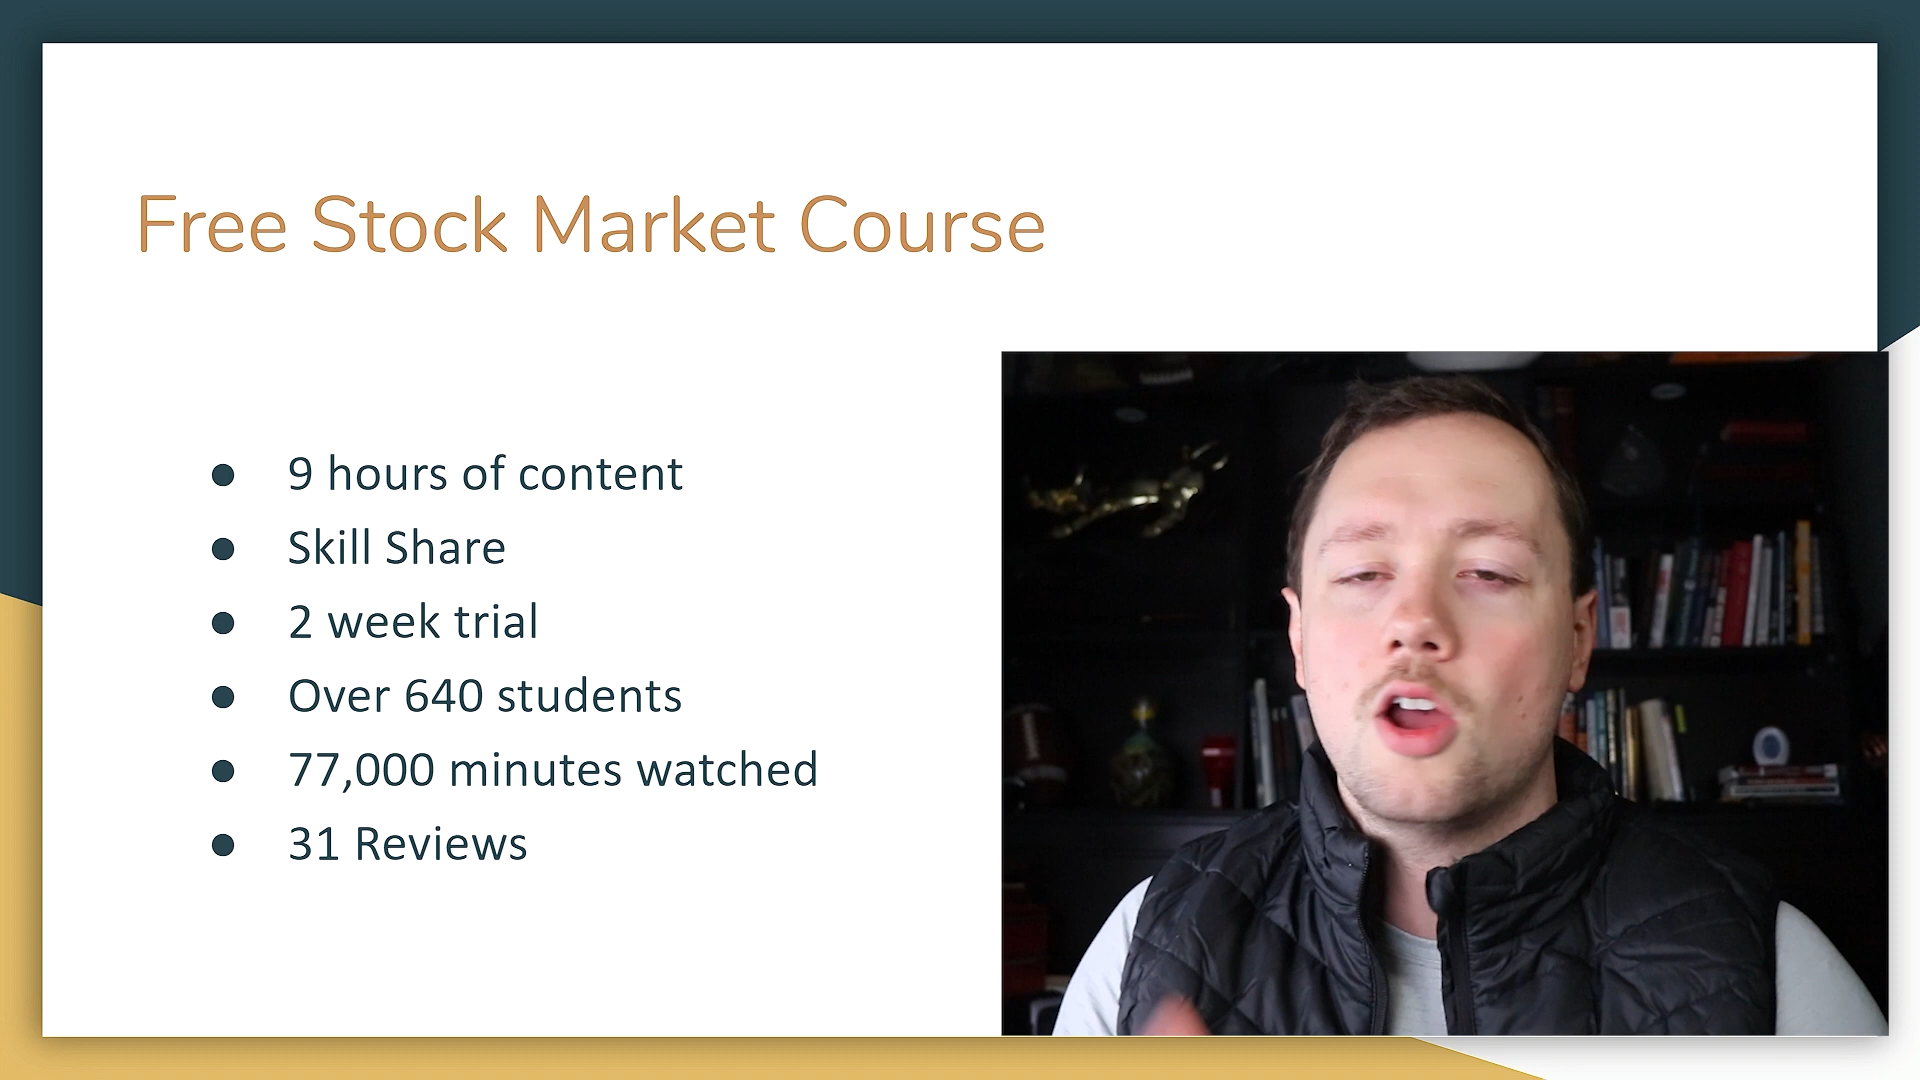 Free Stock Market Course
● 9 hours of content
● Skill Share
● 2 week trial
● Over 640 students
● 77,000 minutes watched
● 31 Reviews